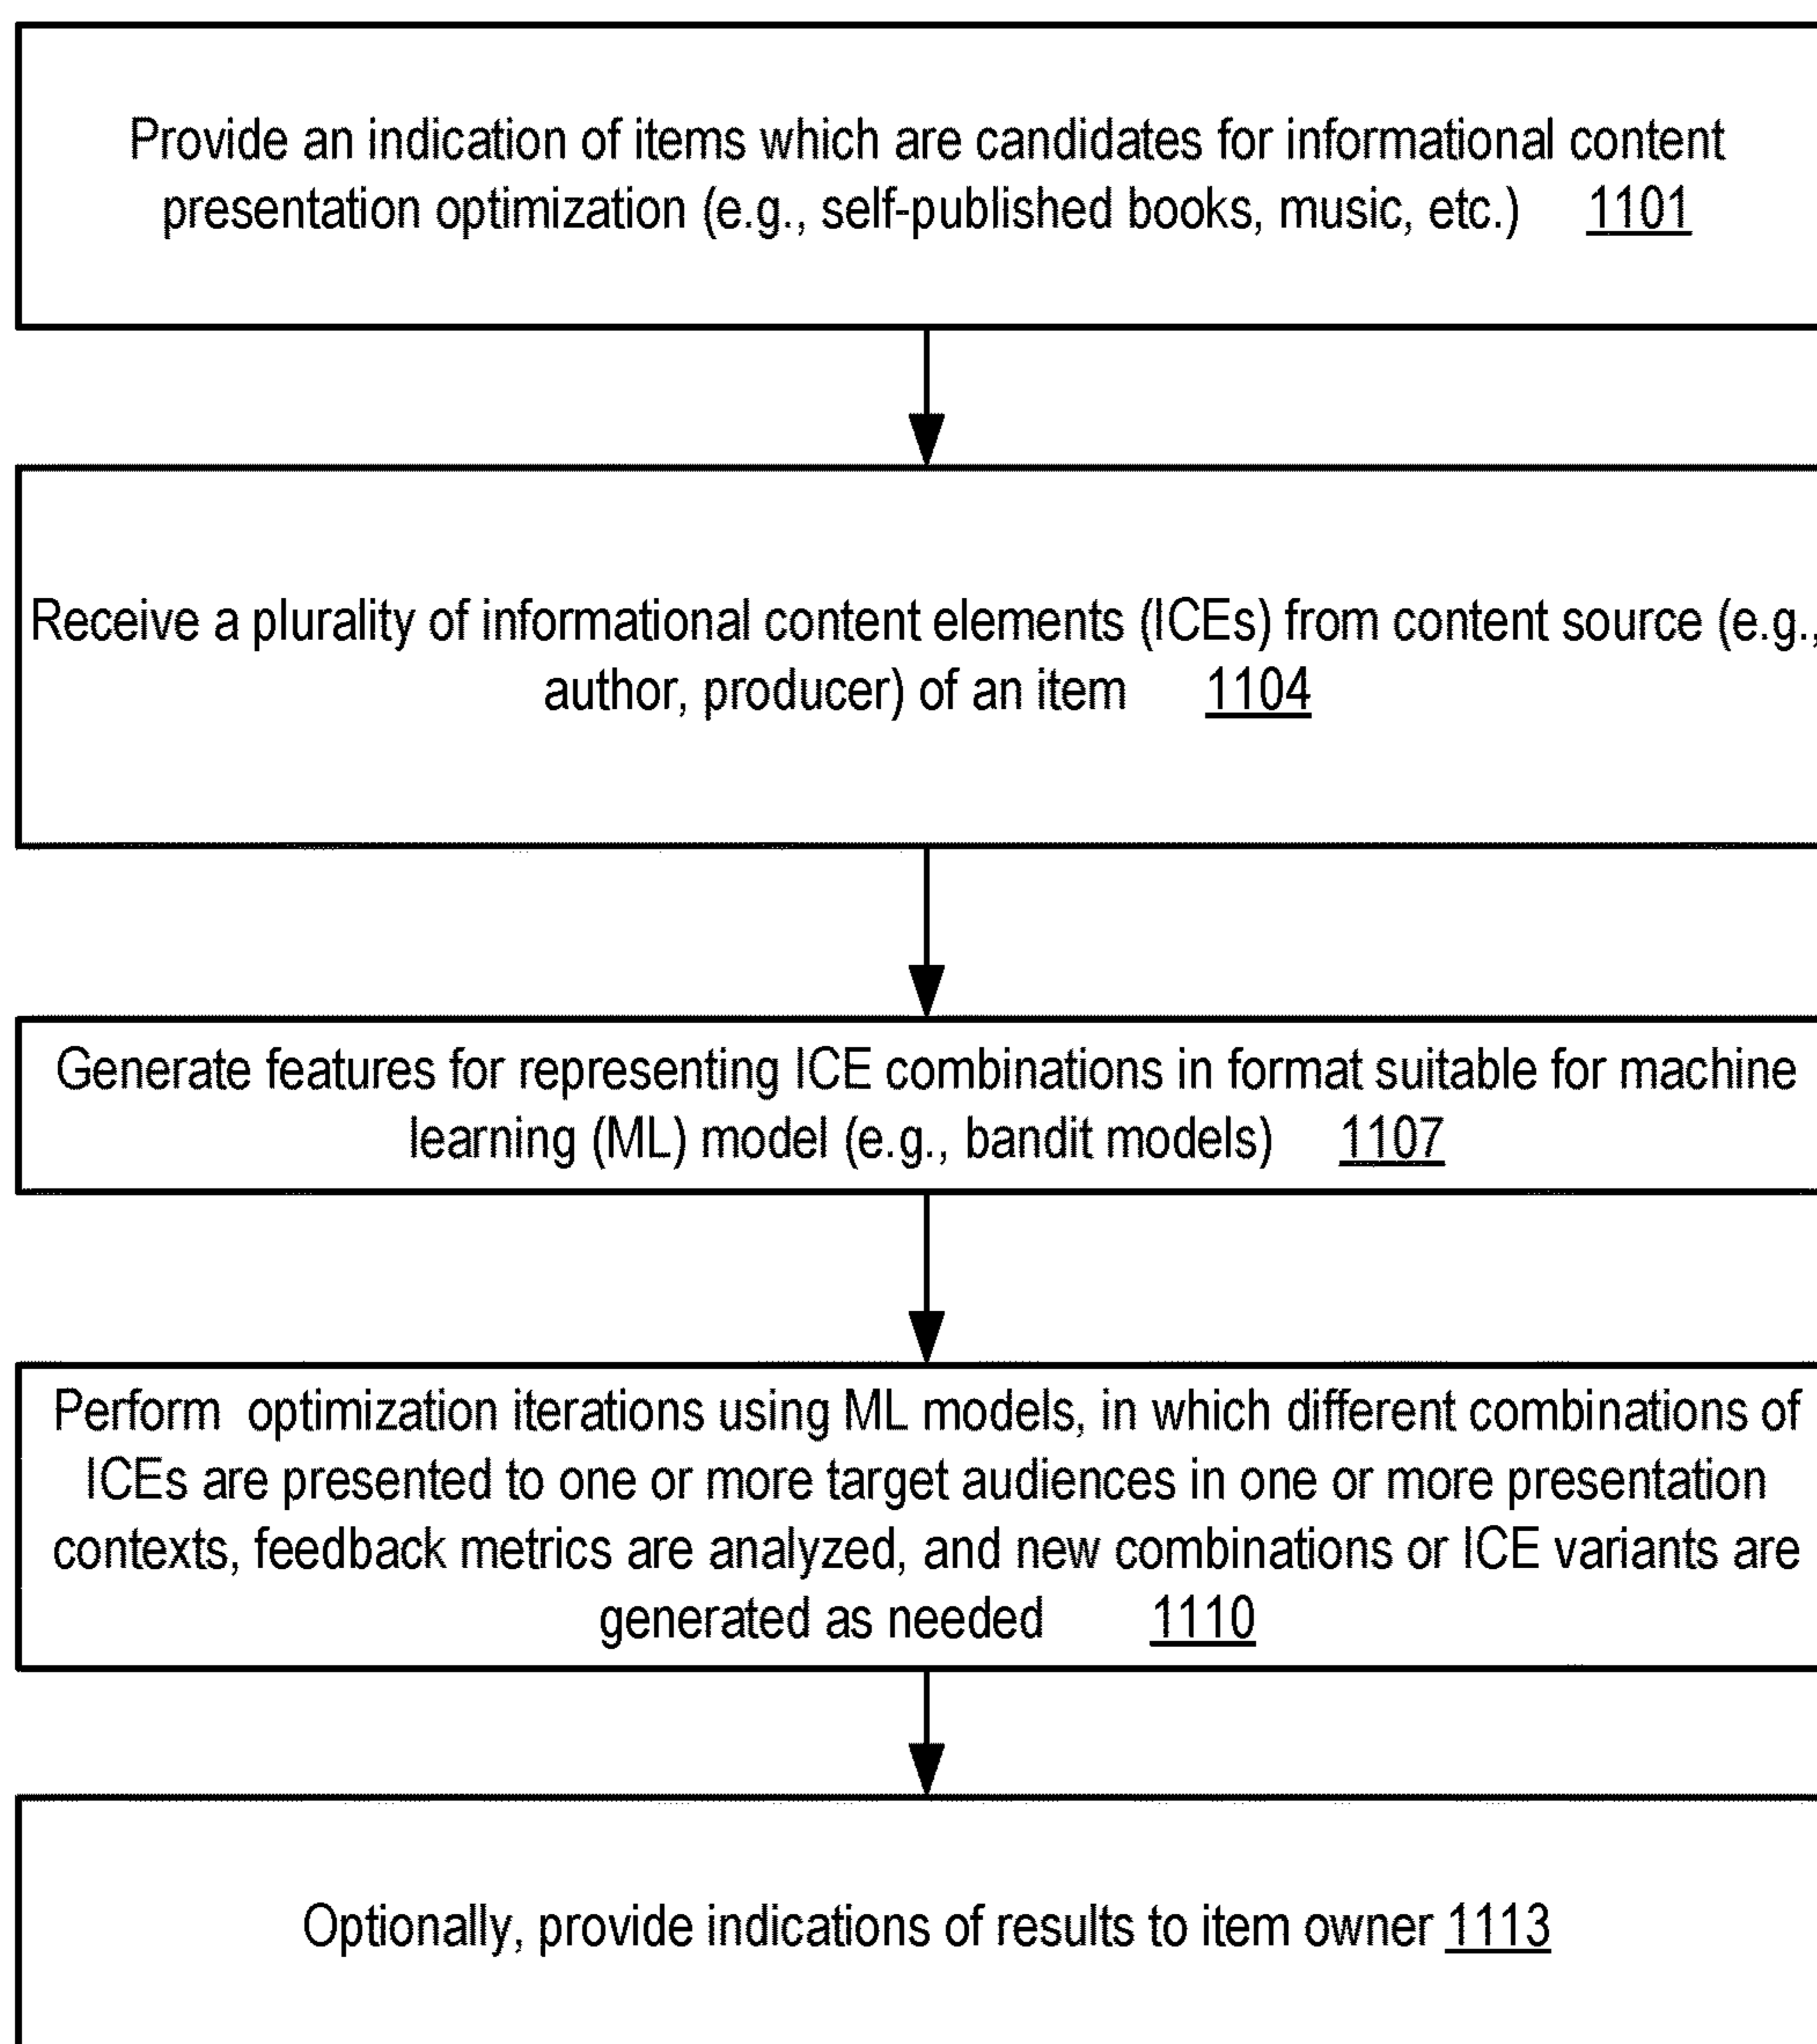 Provide an indication of items which are candidates for informational content
presentation optimization (e.g., self-published books, music, etc.) 1101
Receive a plurality of informational content elements (ICEs) from content source (e.g.,
author, producer) of an item 1104
Generate features for representing ICE combinations in format suitable for machine
learning (ML) model (e.g., bandit models) 1107
Perform optimization iterations using ML models, in which different combinations of
ICEs are presented to one or more target audiences in one or more presentation
contexts, feedback metrics are analyzed, and new combinations or ICE variants are
generated as needed 1110
Optionally, provide indications of results to item owner 1113